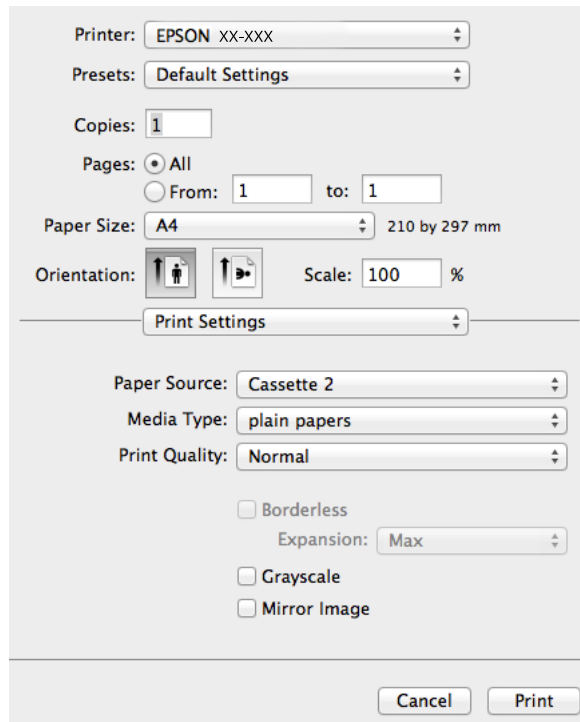 Printer: EPSON XX-XXX
Presets: Default Settings
Copies: 1
Pages: All
From: 1 to: 1
Paper Size: A4 210 by 297 mm
Orientation: Scale: 100 %
Print Settings
Paper Source: Cassette 2
Media Type: plain papers
Print Quality: Normal
Borderless
Expansion: Max
Grayscale
Mirror Image
Cancel Print